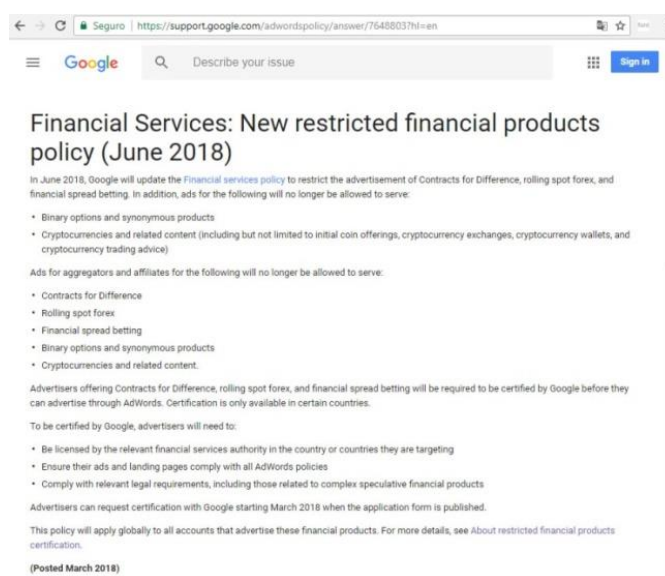 Seguro https://support.google.com/adwordspolicy/answer/7648803?hl=en
Google Describe your issue Sign in
Financial Services: New restricted financial products
policy (June 2018)
In June 2018, Google will update the Financial services policy to restrict the advertisement of Contracts for Difference, rolling spot forex, and
financial spread betting. In addition, ads for the following will no longer be allowed to serve:
• Binary options and synonymous products
• Cryptocurrencies and related content (including but not limited to initial coin offerings, cryptocurrency exchanges, cryptocurrency wallets, and
cryptocurrency trading advice)
Ads for aggregators and affiliates for the following will no longer be allowed to serve:
• Contracts for Difference
• Rolling spot forex
• Financial spread betting
• Binary options and synonymous products
• Cryptocurrencies and related content.
Advertisers offering Contracts for Difference, rolling spot forex, and financial spread betting will be required to be certified by Google before they
can advertise through AdWords. Certification is only available in certain countries.
To be certified by Google, advertisers will need to:
• Be licensed by the relevant financial services authority in the country or countries they are targeting
• Ensure their ads and landing pages comply with all AdWords policies
• Comply with relevant legal requirements, including those related to complex speculative financial products
Advertisers can request certification with Google starting March 2018 when the application form is published.
This policy will apply globally to all accounts that advertise these financial products. For more details, see About restricted financial products
certification.
(Posted March 2018)